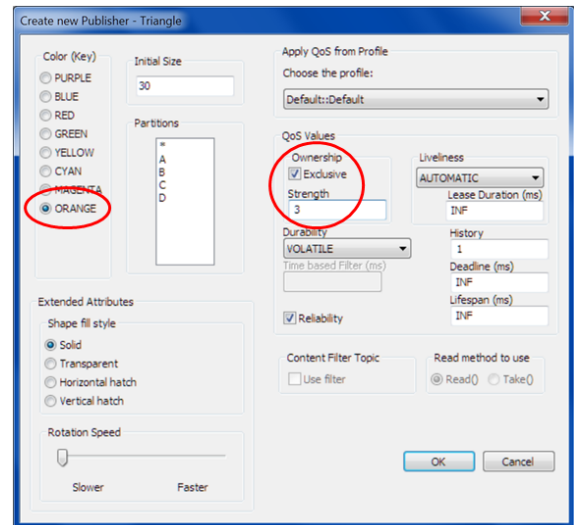 Create new Publisher - Triangle
Color (Key)
PURPLE
BLUE
RED
GREEN
YELLOW
CYAN
MAGENTA
ORANGE
Initial Size
30
Partitions
*
A
B
C
D
Extended Attributes
Shape fill style
Solid
Transparent
Horizontal hatch
Vertical hatch
Rotation Speed
Slower Faster
Apply QoS from Profile
Choose the profile:
Default::Default
QoS Values
Ownership
Exclusive
Strength
3
Liveliness
AUTOMATIC
Lease Duration (ms)
INF
Durability
VOLATILE
Time based Filter (ms)
Reliability
History
1
Deadline (ms)
INF
Lifespan (ms)
INF
Content Filter Topic
Use filter
Read method to use
Read() Take()
OK Cancel